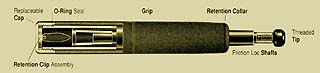 Replaceable
Cap
O-Ring Seal
Grip
Retention Collar
Threaded
Tip
Friction Loc Shafts
Retention Clip Assembly